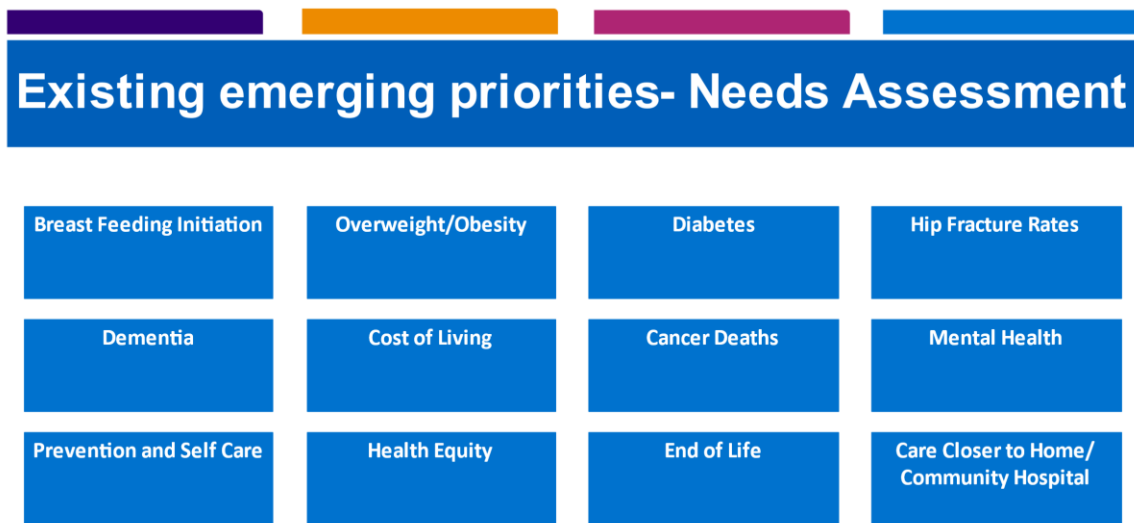 Existing emerging priorities- Needs Assessment
Breast Feeding Initiation
Overweight/Obesity
Diabetes
Hip Fracture Rates
Dementia
Cost of Living
Cancer Deaths
Mental Health
Prevention and Self Care
Health Equity
End of Life
Care Closer to Home/
Community Hospital